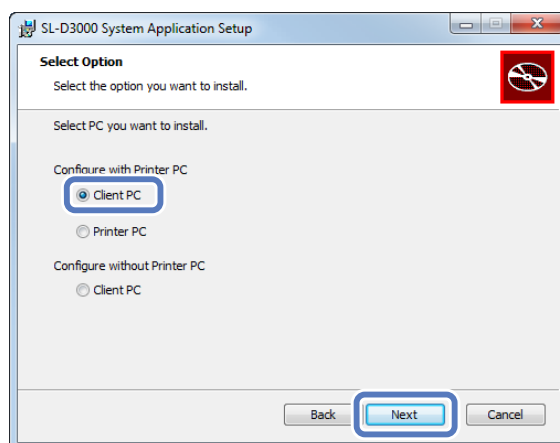 SL-D3000 System Application Setup
Select Option
Select the option you want to install.
Select PC you want to install.
Configure with Printer PC
Client PC
Printer PC
Configure without Printer PC
Client PC
Back Next Cancel